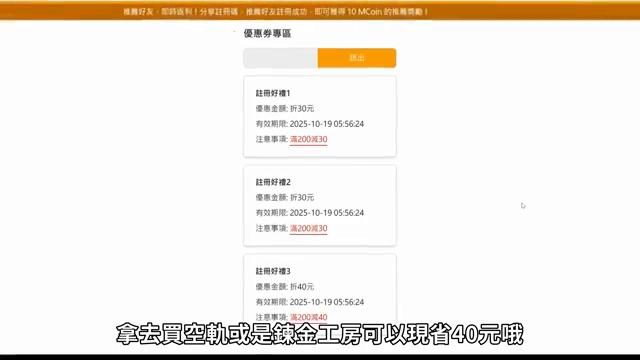 推薦好友，即時返利！分享註冊碼，推薦好友註冊成功，即可獲得 10 MCoin 的推薦獎勵！
優惠券專區
送出
註冊好禮1
優惠金額: 折30元
有效期限: 2025-10-19 05:56:24
注意事項: 滿200減30
註冊好禮2
優惠金額: 折30元
有效期限: 2025-10-19 05:56:24
注意事項: 滿200減30
註冊好禮3
優惠金額: 折40元
有效期限: 2025-10-19 05:56:24
注意事項: 滿200減40
拿去買空軌或是鍊金工房可以現省40元哦